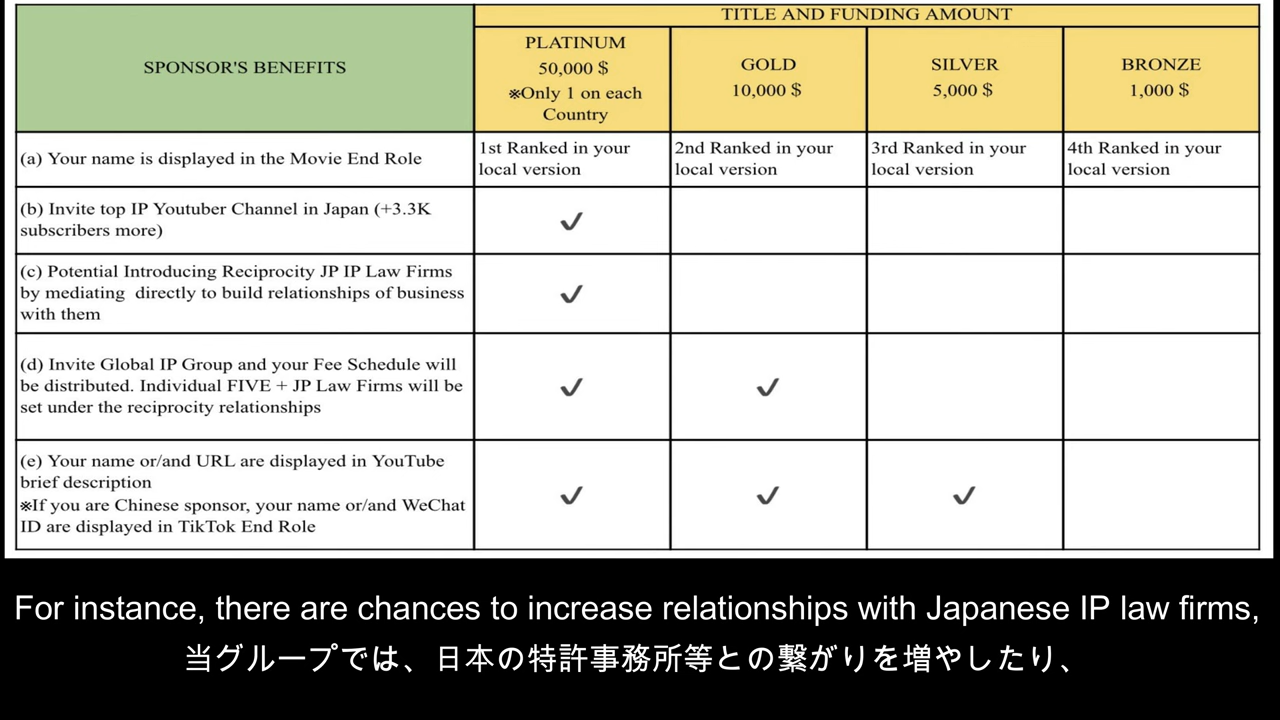 SPONSOR'S BENEFITS
TITLE AND FUNDING AMOUNT
PLATINUM
50,000 $
※Only 1 on each
Country
GOLD
10,000 $
SILVER
5,000 $
BRONZE
1,000 $
(a) Your name is displayed in the Movie End Role
1st Ranked in your
local version
2nd Ranked in your
local version
3rd Ranked in your
local version
4th Ranked in your
local version
(b) Invite top IP Youtuber Channel in Japan (+3.3K
subscribers more)
✓
(c) Potential Introducing Reciprocity JP IP Law Firms
by mediating directly to build relationships of business
with them
✓
(d) Invite Global IP Group and your Fee Schedule will
be distributed. Individual FIVE + JP Law Firms will be
set under the reciprocity relationships
✓ ✓
(e) Your name or/and URL are displayed in YouTube
brief description
※If you are Chinese sponsor, your name or/and WeChat
ID are displayed in TikTok End Role
✓ ✓ ✓
For instance, there are chances to increase relationships with Japanese IP law firms,
当グループでは、日本の特許事務所等との繋がりを増やしたり、